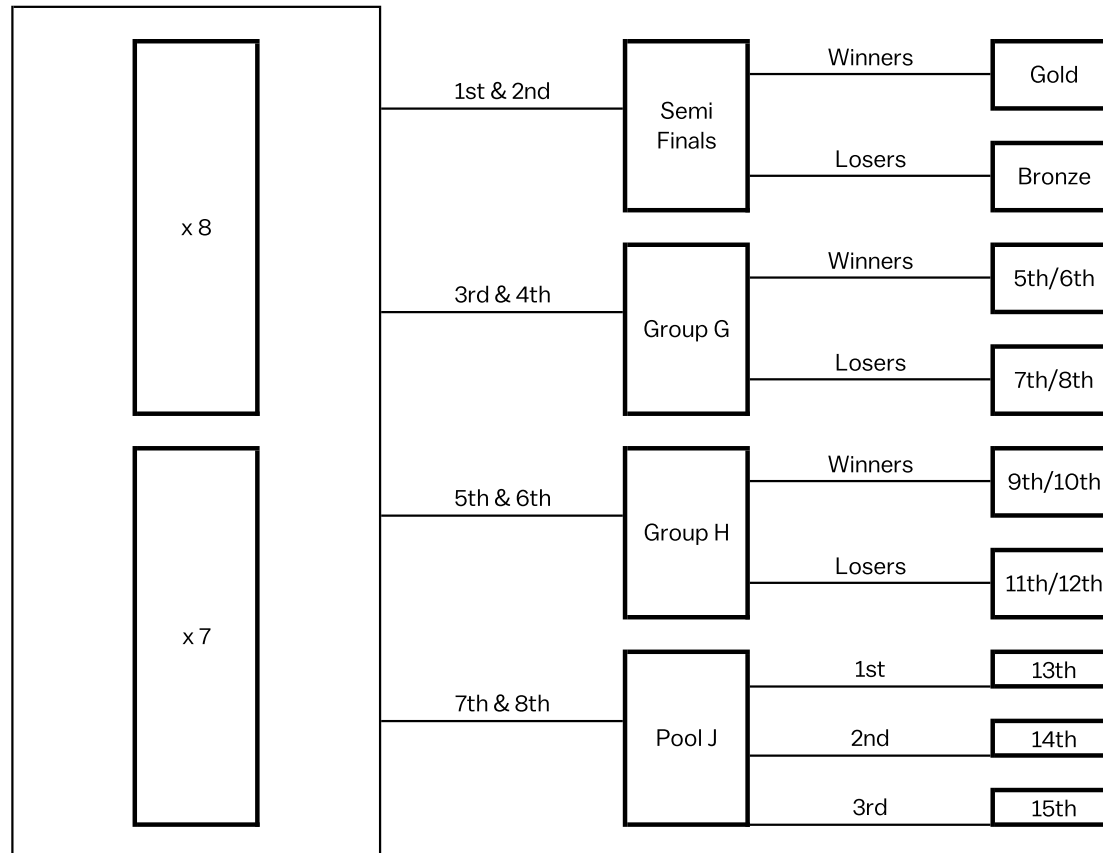 Winners
Gold
1st & 2nd
Semi
Finals
Losers
Bronze
x 8
Winners
5th/6th
3rd & 4th
Group G
Losers
7th/8th
Winners
9th/10th
5th & 6th
Group H
Losers
11th/12th
x 7
1st
13th
7th & 8th
Pool J
2nd
14th
3rd
15th